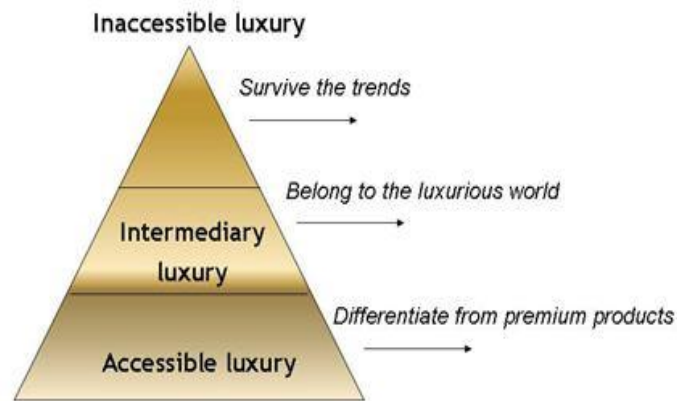 Inaccessible luxury
Survive the trends
Belong to the luxurious world
Intermediary
luxury
Differentiate from premium products
Accessible luxury